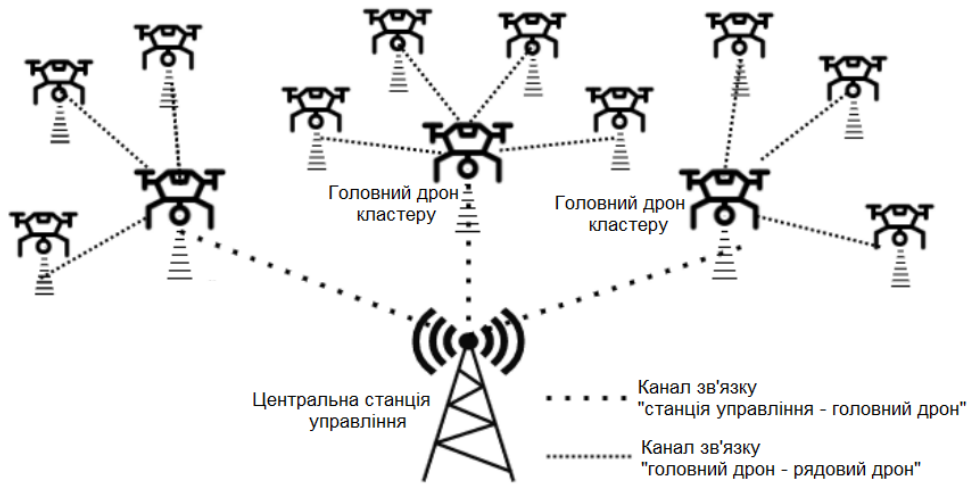 Головний дрон
кластеру
Головний дрон
кластеру
Центральна станція
управління
Канал зв'язку
"станція управління - головний дрон"
Канал зв'язку
"головний дрон - рядовий дрон"